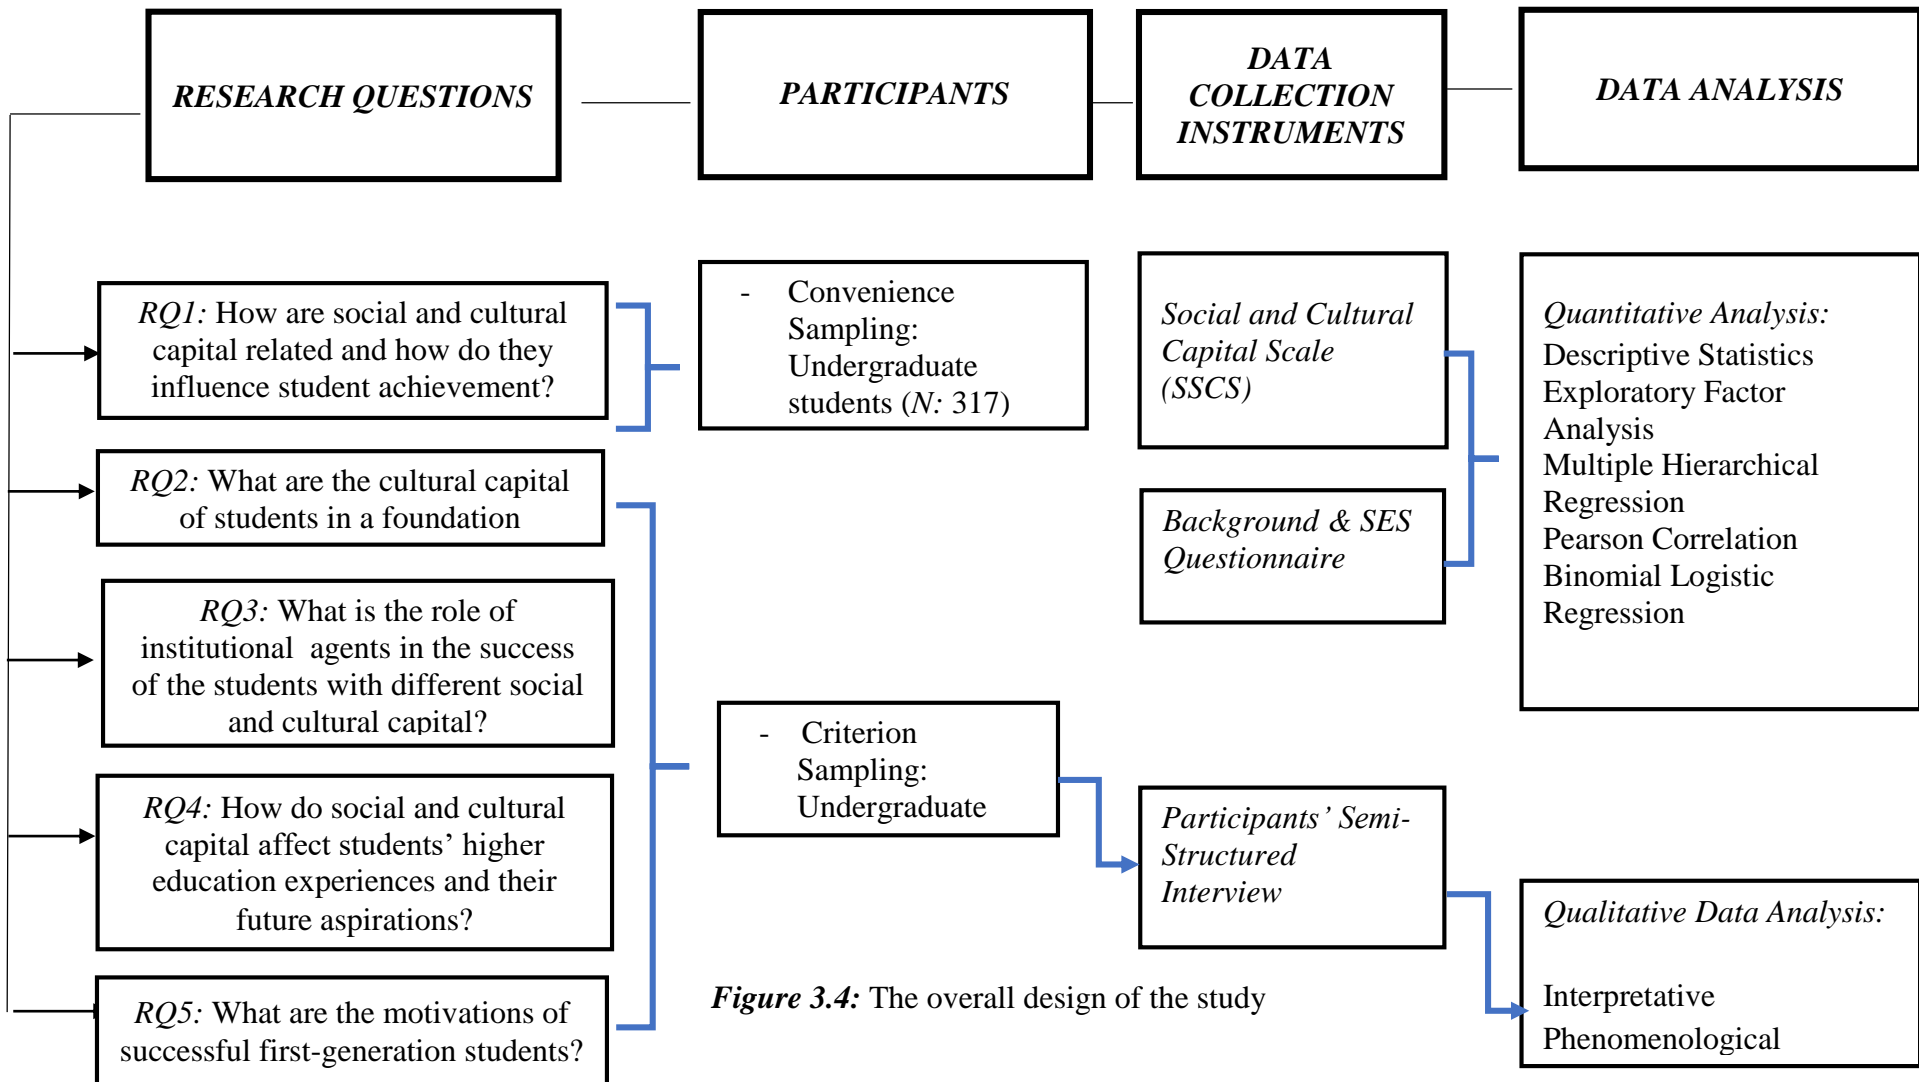 RESEARCH QUESTIONS
PARTICIPANTS
DATA
COLLECTION
INSTRUMENTS
DATA ANALYSIS
RQ1: How are social and cultural
capital related and how do they
influence student achievement?
RQ2: What are the cultural capital
of students in a foundation
RQ3: What is the role of
institutional agents in the success
of the students with different social
and cultural capital?
RQ4: How do social and cultural
capital affect students’ higher
education experiences and their
future aspirations?
RQ5: What are the motivations of
successful first-generation students?
- Convenience
Sampling:
Undergraduate
students (N: 317)
- Criterion
Sampling:
Undergraduate
Social and Cultural
Capital Scale
(SSCS)
Background & SES
Questionnaire
Participants’ Semi-
Structured
Interview
Quantitative Analysis:
Descriptive Statistics
Exploratory Factor
Analysis
Multiple Hierarchical
Regression
Pearson Correlation
Binomial Logistic
Regression
Qualitative Data Analysis:
Interpretative
Phenomenological
Figure 3.4: The overall design of the study